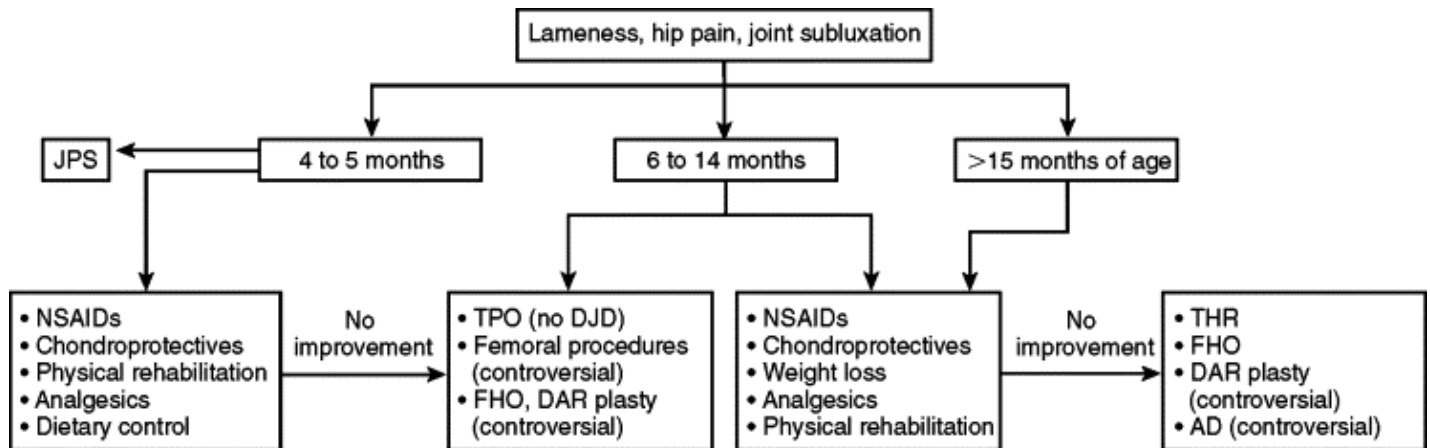 Lameness, hip pain, joint subluxation
JPS
4 to 5 months
6 to 14 months
>15 months of age
• NSAIDs
• Chondroprotectives
• Physical rehabilitation
• Analgesics
• Dietary control
No
improvement
• TPO (no DJD)
• Femoral procedures
(controversial)
• FHO, DAR plasty
(controversial)
• NSAIDs
• Chondroprotectives
• Weight loss
• Analgesics
• Physical rehabilitation
No
improvement
• THR
• FHO
• DAR plasty
(controversial)
• AD (controversial)